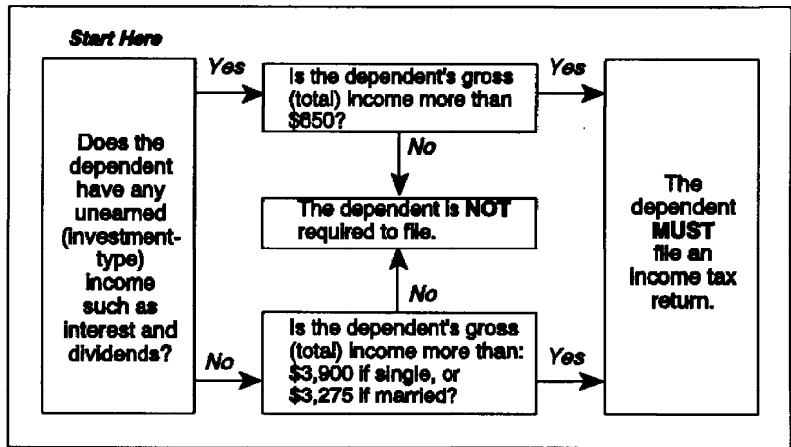 Start Here
Does the
dependent
have any
unearned
(investment-
type)
income
such as
interest and
dividends?
Yes
Is the dependent's gross
(total) income more than
$650?
Yes
No
The dependent is NOT
required to file.
No
No
Is the dependent's gross
(total) income more than:
$3,900 if single, or
$3,275 if married?
Yes
The
dependent
MUST
file an
income tax
return.